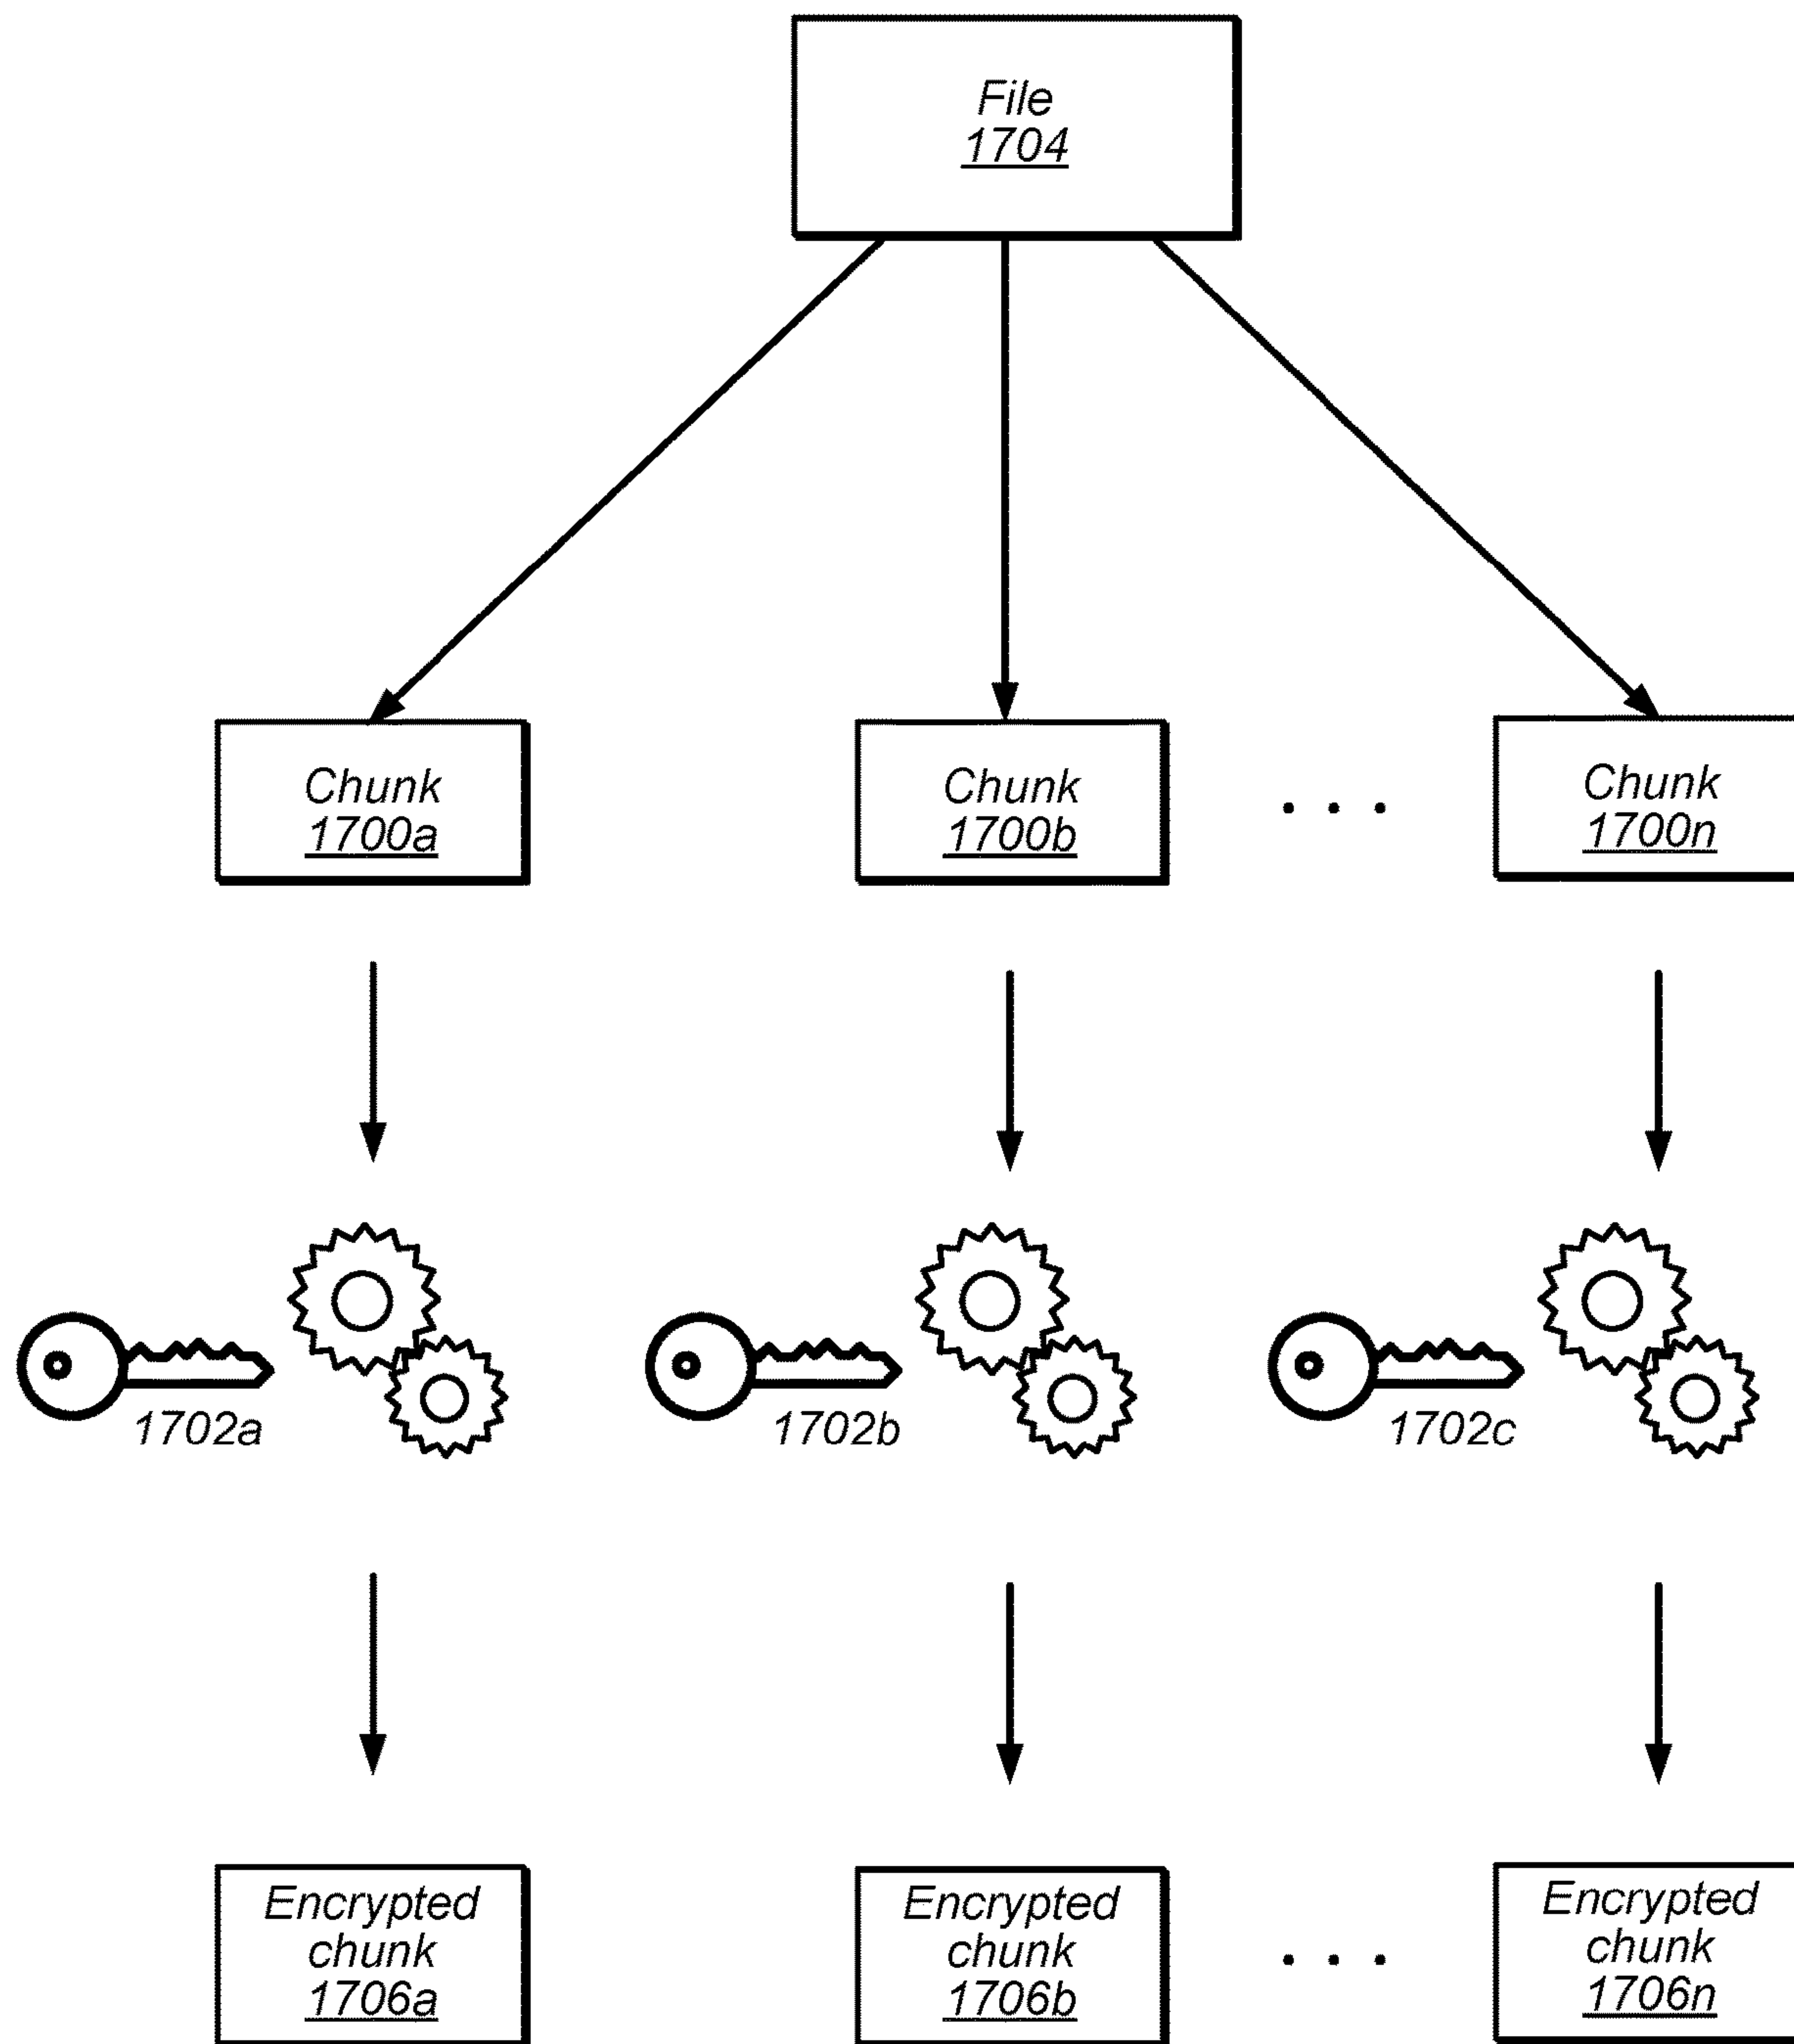 File
1704
Chunk
1700a
Chunk
1700b
. . .
Chunk
1700n
1702a
1702b
1702c
Encrypted
chunk
1706a
Encrypted
chunk
1706b
. . .
Encrypted
chunk
1706n